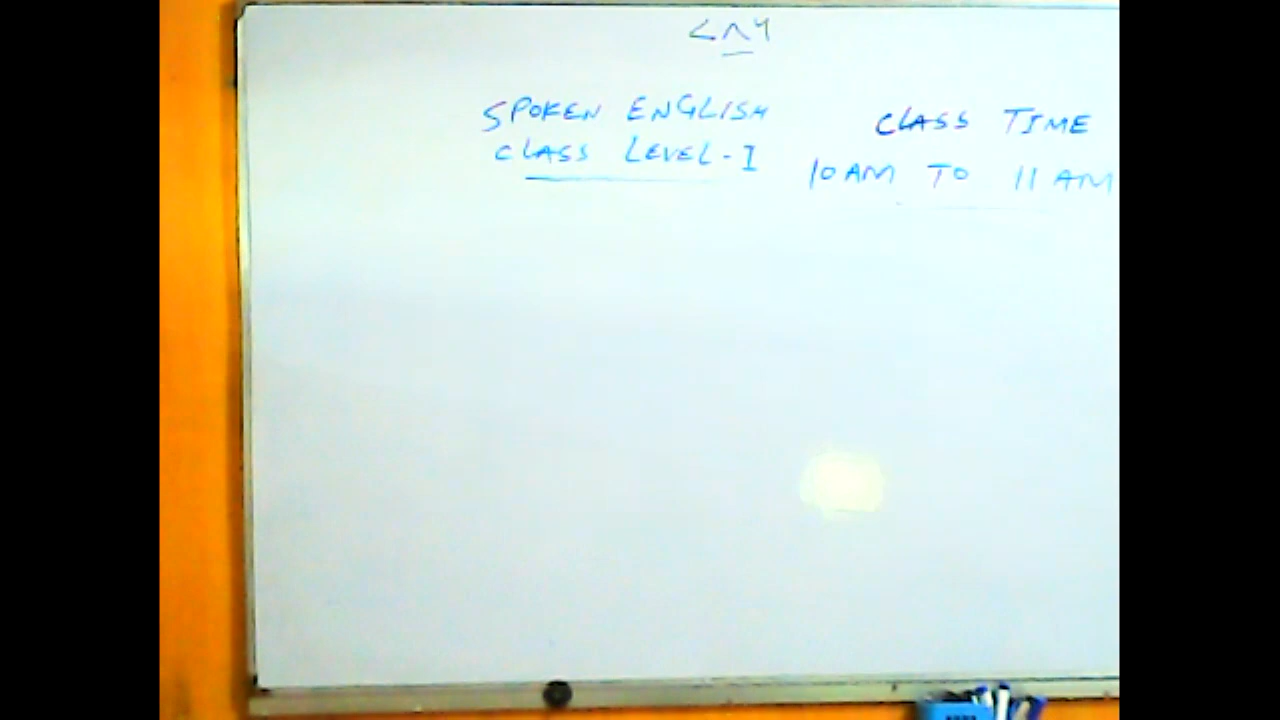 SPOKEN ENGLISH
CLASS LEVEL-I
CLASS TIME
10 AM TO 11 AM